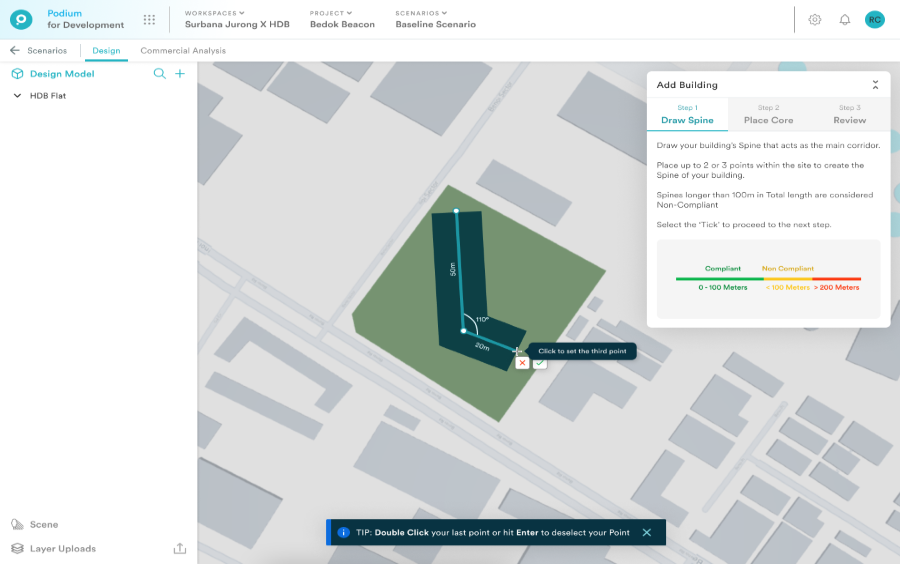 Podium
for Development
WORKSPACES
Surbana Jurong X HDB
PROJECT
Bedok Beacon
SCENARIOS
Baseline Scenario
RC
Scenarios
Design
Commercial Analysis
Design Model
HDB Flat
Add Building
Step 1
Draw Spine
Step 2
Place Core
Step 3
Review
Draw your building's Spine that acts as the main corridor.
Place up to 2 or 3 points within the site to create the
Spine of your building.
Spines longer than 100m in Total length are considered
Non-Compliant
Select the 'Tick' to proceed to the next step.
Compliant
Non Compliant
0 - 100 Meters
< 100 Meters
> 200 Meters
50m
110°
20m
Click to set the third point
Scene
Layer Uploads
TIP: Double Click your last point or hit Enter to deselect your Point